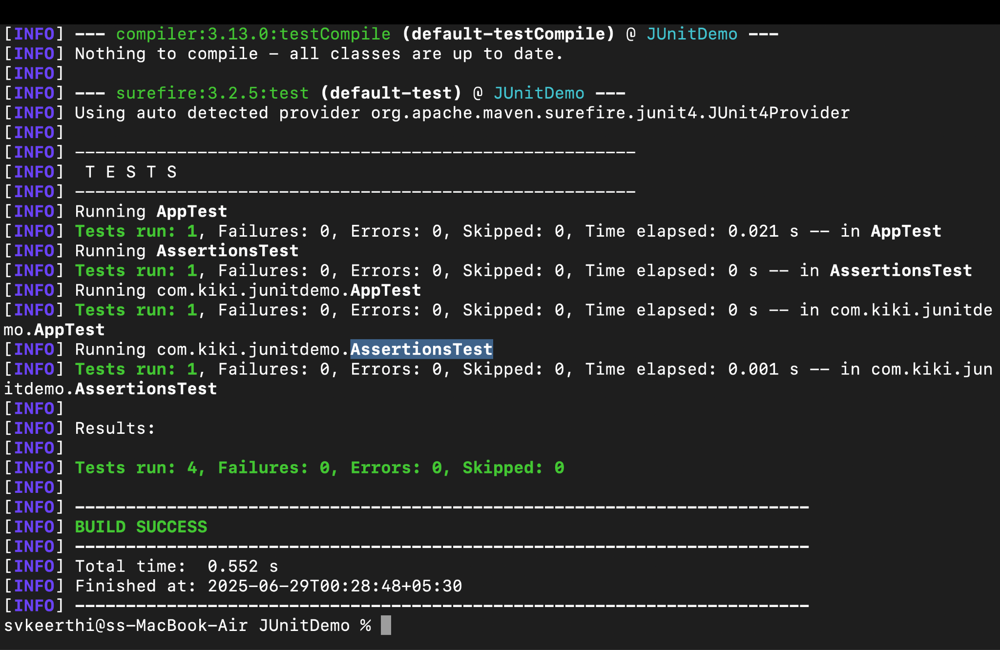 [INFO] --- compiler:3.13.0:testCompile (default-testCompile) @ JUnitDemo ---
[INFO] Nothing to compile - all classes are up to date.
[INFO]
[INFO] --- surefire:3.2.5:test (default-test) @ JUnitDemo ---
[INFO] Using auto detected provider org.apache.maven.surefire.junit4.JUnit4Provider
[INFO]
[INFO] -------------------------------------------------------
[INFO]  T E S T S
[INFO] -------------------------------------------------------
[INFO] Running AppTest
[INFO] Tests run: 1, Failures: 0, Errors: 0, Skipped: 0, Time elapsed: 0.021 s -- in AppTest
[INFO] Running AssertionsTest
[INFO] Tests run: 1, Failures: 0, Errors: 0, Skipped: 0, Time elapsed: 0 s -- in AssertionsTest
[INFO] Running com.kiki.junitdemo.AppTest
[INFO] Tests run: 1, Failures: 0, Errors: 0, Skipped: 0, Time elapsed: 0 s -- in com.kiki.junitde
mo.AppTest
[INFO] Running com.kiki.junitdemo.AssertionsTest
[INFO] Tests run: 1, Failures: 0, Errors: 0, Skipped: 0, Time elapsed: 0.001 s -- in com.kiki.jun
itdemo.AssertionsTest
[INFO]
[INFO] Results:
[INFO]
[INFO] Tests run: 4, Failures: 0, Errors: 0, Skipped: 0
[INFO]
[INFO] ------------------------------------------------------------------------
[INFO] BUILD SUCCESS
[INFO] ------------------------------------------------------------------------
[INFO] Total time:  0.552 s
[INFO] Finished at: 2025-06-29T00:28:48+05:30
[INFO] ------------------------------------------------------------------------
svkeerthi@ss-MacBook-Air JUnitDemo %